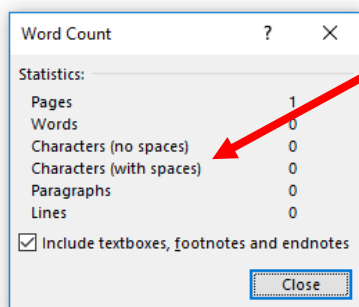 Word Count ? ×
Statistics:
Pages 1
Words 0
Characters (no spaces) 0
Characters (with spaces) 0
Paragraphs 0
Lines 0
Include textboxes, footnotes and endnotes
Close